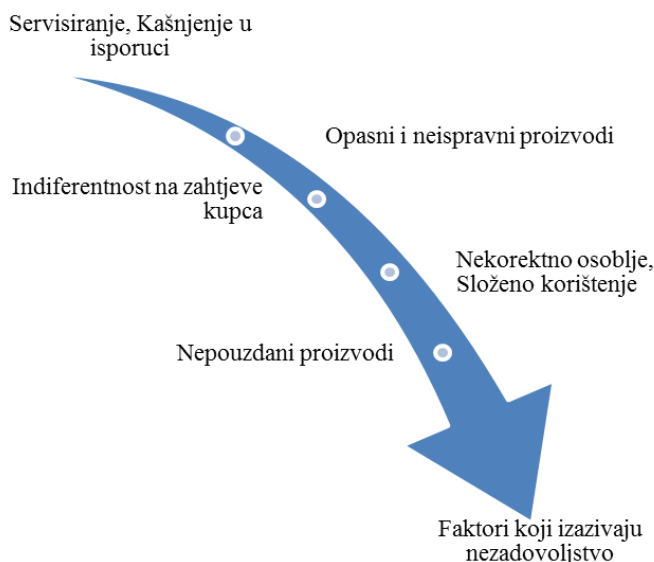 Servisiranje, Kašnjenje u
isporuci
Opasni i neispravni proizvodi
Indiferentnost na zahtjeve
kupca
Nekorektno osoblje,
Složeno korištenje
Nepouzdani proizvodi
Faktori koji izazivaju
nezadovoljstvo